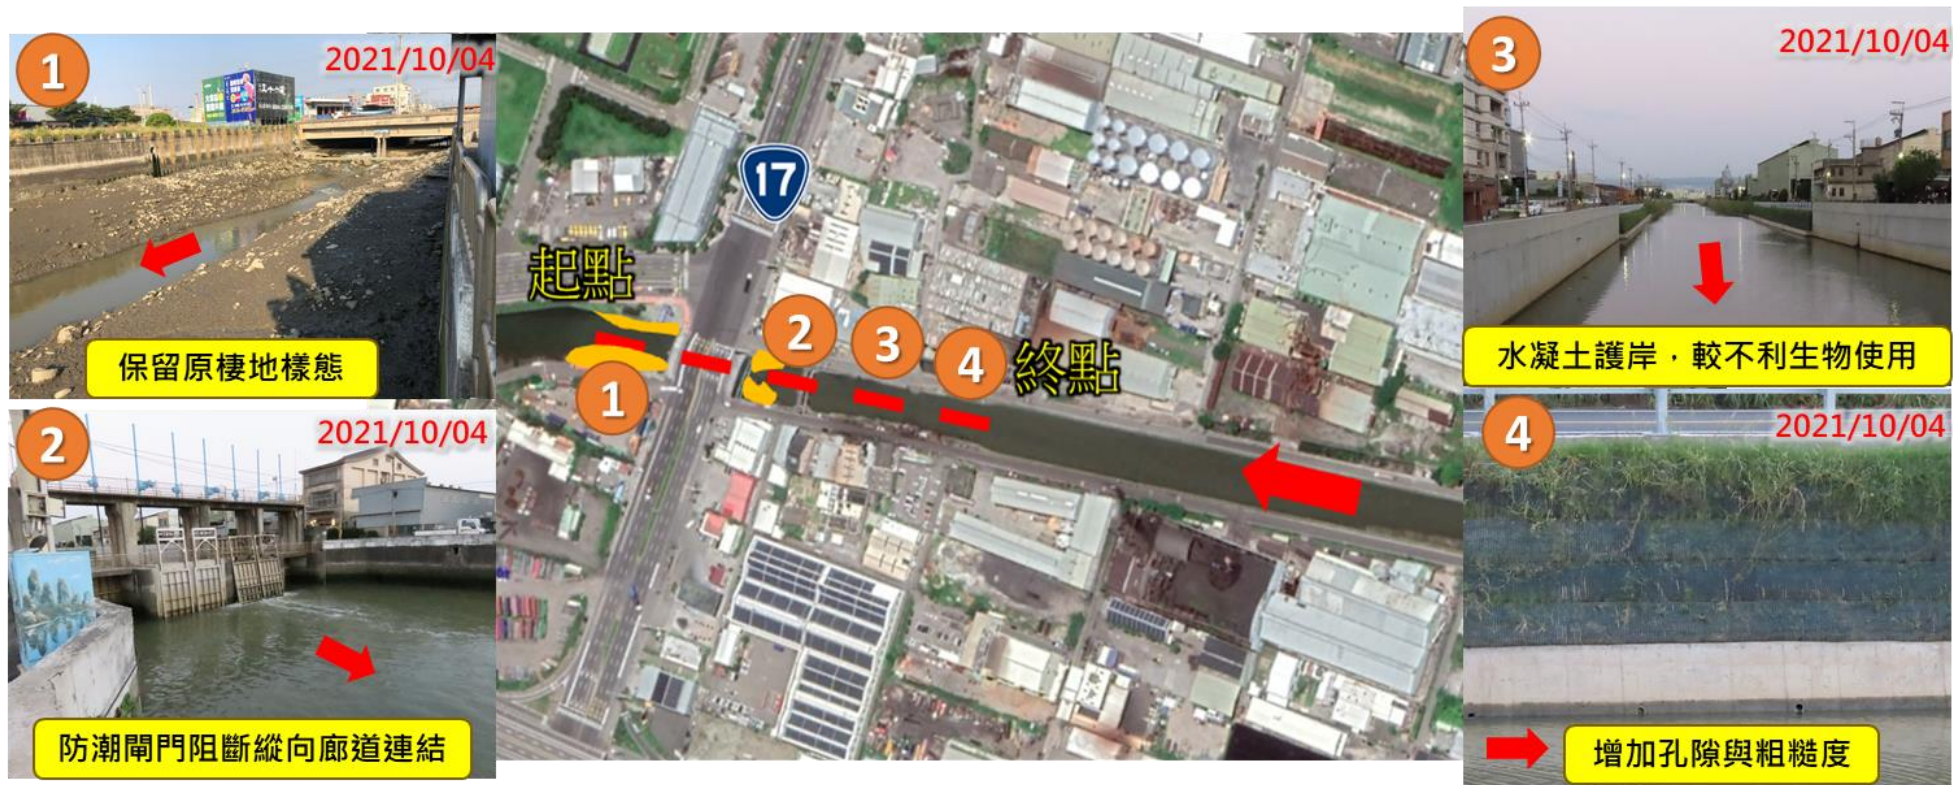 1
2021/10/04
保留原棲地樣態
2
2021/10/04
防潮閘門阻斷縱向廊道連結
17
起點
1
2
3
4
終點
3
2021/10/04
水凝土護岸，較不利生物使用
4
2021/10/04
增加孔隙與粗糙度